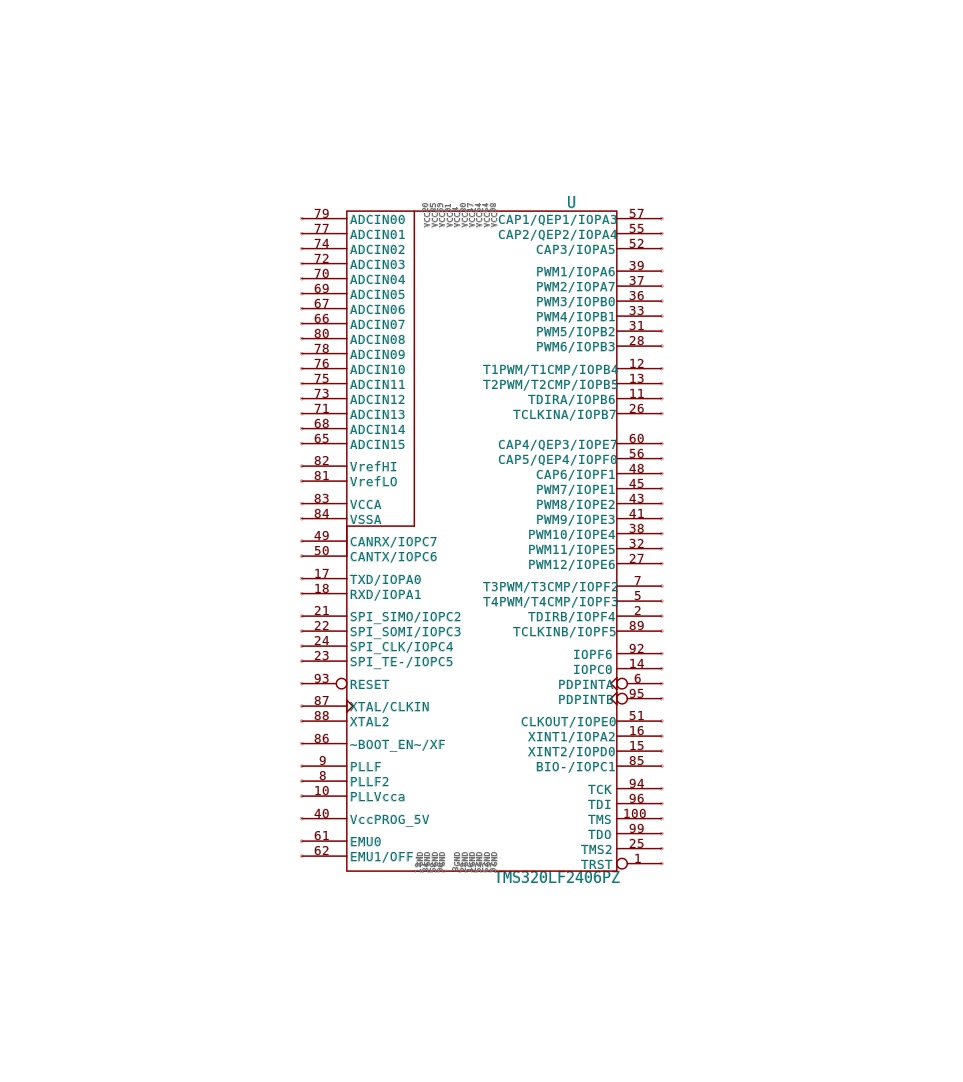 U
79 ADCIN00
77 ADCIN01
74 ADCIN02
72 ADCIN03
70 ADCIN04
69 ADCIN05
67 ADCIN06
66 ADCIN07
80 ADCIN08
78 ADCIN09
76 ADCIN10
75 ADCIN11
73 ADCIN12
71 ADCIN13
68 ADCIN14
65 ADCIN15
82 VrefHI
81 VrefLO
83 VCCA
84 VSSA
49 CANRX/IOPC7
50 CANTX/IOPC6
17 TXD/IOPA0
18 RXD/IOPA1
21 SPI_SIMO/IOPC2
22 SPI_SOMI/IOPC3
24 SPI_CLK/IOPC4
23 SPI_TE-/IOPC5
93 RESET
87 XTAL/CLKIN
88 XTAL2
86 ~BOOT_EN~/XF
9 PLLF
8 PLLF2
10 PLLVcca
40 VccPROG_5V
61 EMU0
62 EMU1/OFF
CAP1/QEP1/IOPA3 57
CAP2/QEP2/IOPA4 55
CAP3/IOPA5 52
PWM1/IOPA6 39
PWM2/IOPA7 37
PWM3/IOPB0 36
PWM4/IOPB1 33
PWM5/IOPB2 31
PWM6/IOPB3 28
T1PWM/T1CMP/IOPB4 12
T2PWM/T2CMP/IOPB5 13
TDIRA/IOPB6 11
TCLKINA/IOPB7 26
CAP4/QEP3/IOPE7 60
CAP5/QEP4/IOPF0 56
CAP6/IOPF1 48
PWM7/IOPE1 45
PWM8/IOPE2 43
PWM9/IOPE3 41
PWM10/IOPE4 38
PWM11/IOPE5 32
PWM12/IOPE6 27
T3PWM/T3CMP/IOPF2 7
T4PWM/T4CMP/IOPF3 5
TDIRB/IOPF4 2
TCLKINB/IOPF5 89
IOPF6 92
IOPC0 14
PDPINTA 6
PDPINTB 95
CLKOUT/IOPE0 51
XINT1/IOPA2 16
XINT2/IOPD0 15
BIO-/IOPC1 85
TCK 94
TDI 96
TMS 100
TDO 99
TMS2 25
TRST 1
TMS320LF2406PZ